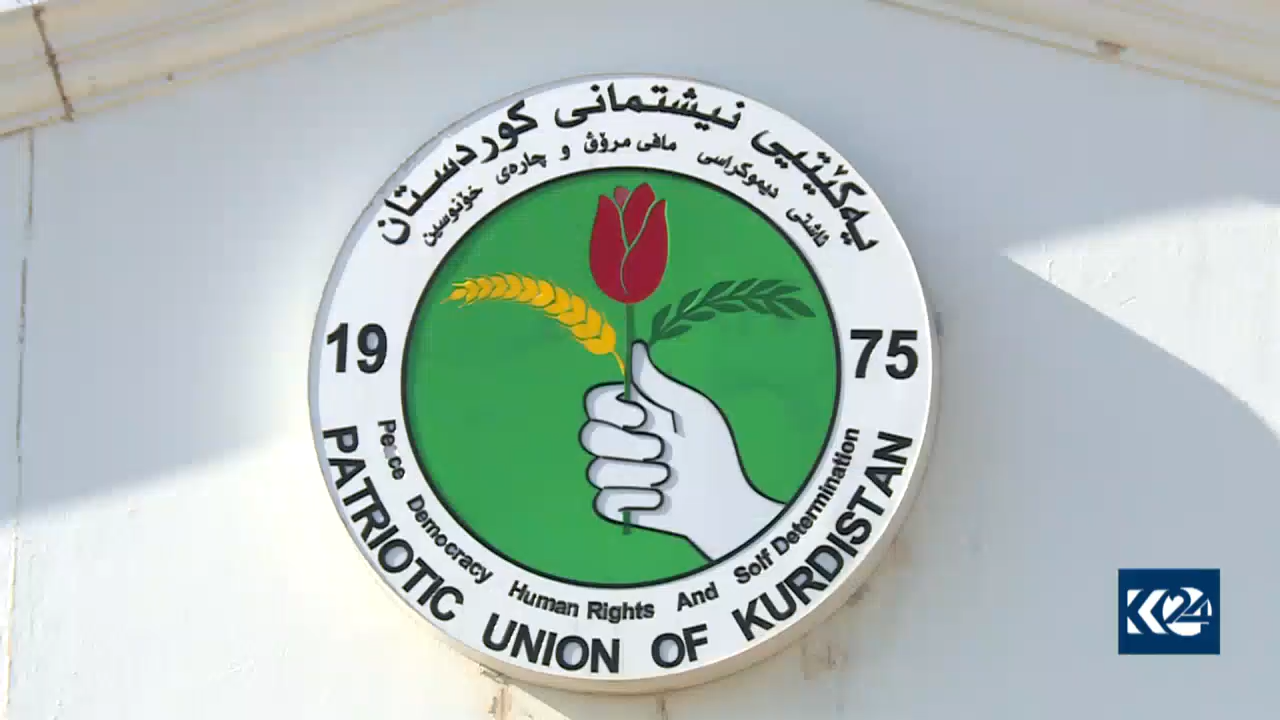 یەکێتیی نیشتمانی کوردستان
ئاشتی دیموکراسی مافی مرۆڤ و چارەی خۆنوسین
19 75
Peace Democracy Human Rights And Self Determination
PATRIOTIC UNION OF KURDISTAN
K24